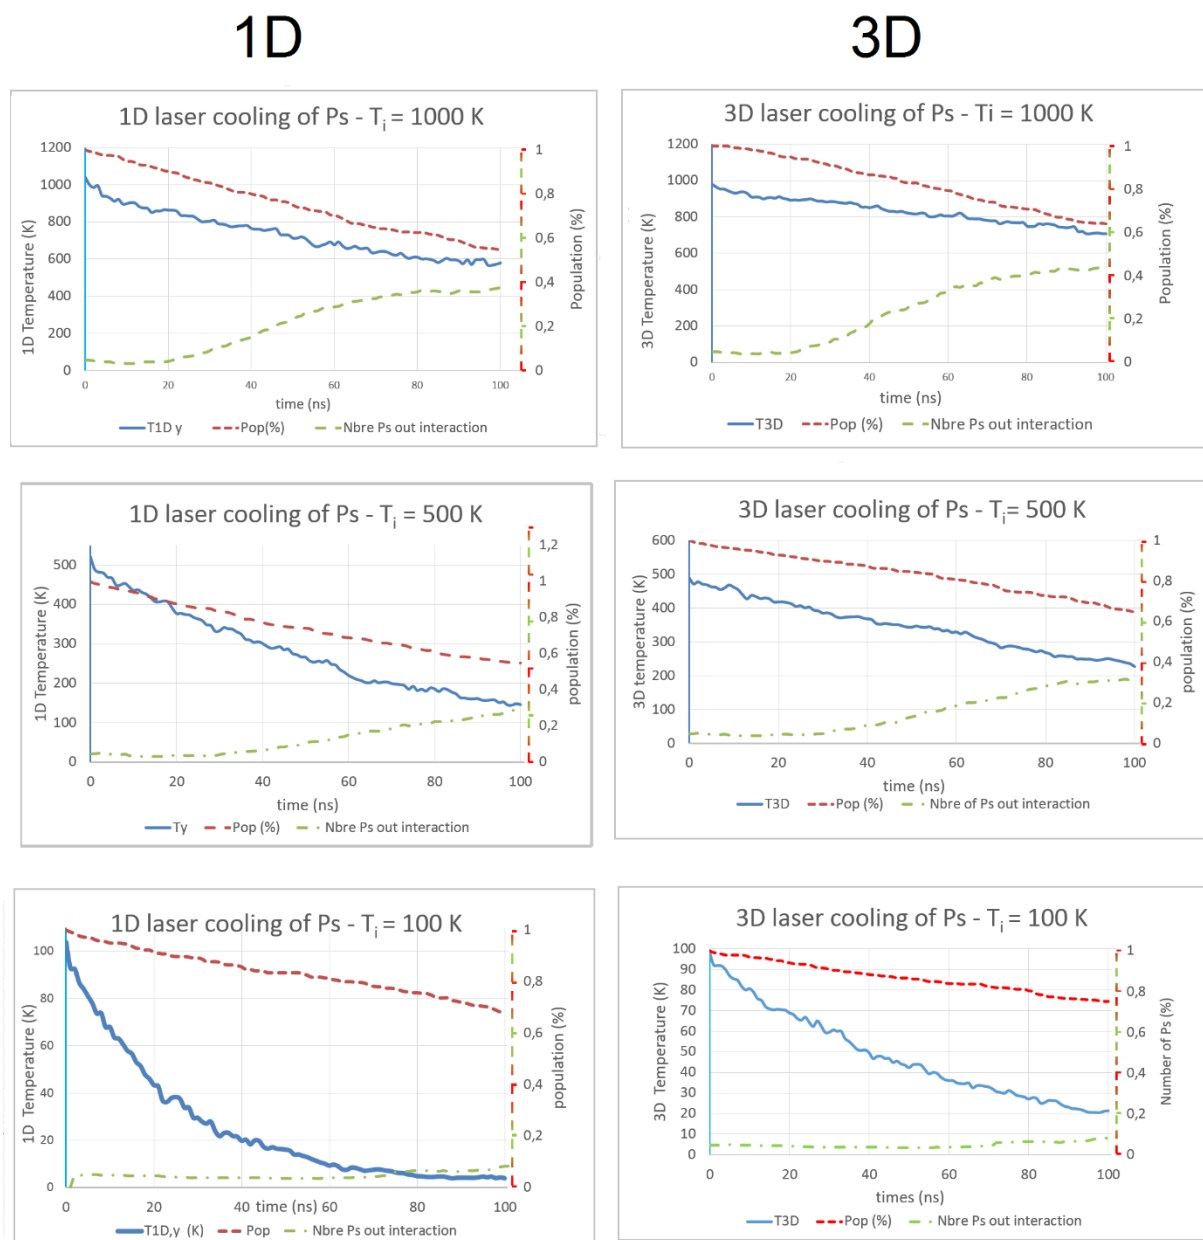 1D
3D
1D laser cooling of Ps - Ti = 1000 K
1200
1000
800
600
400
200
0
1D Temperature (K)
1
0,8
0,6
0,4
0,2
0
Population (%)
0 20 40 60 80 100
time (ns)
T1D y Pop(%) Nbre Ps out interaction
3D laser cooling of Ps - Ti = 1000 K
1200
1000
800
600
400
200
0
3D Temperature (K)
1
0,8
0,6
0,4
0,2
0
Population (%)
0 20 40 60 80 100
time (ns)
T3D Pop (%) Nbre Ps out interaction
1D laser cooling of Ps - Ti = 500 K
500
400
300
200
100
0
1D Temperature (K)
1,2
1
0,8
0,6
0,4
0,2
0
population (%)
0 20 40 60 80 100
time (ns)
Ty Pop (%) Nbre Ps out interaction
3D laser cooling of Ps - Ti= 500 K
600
500
400
300
200
100
0
3D temperature (K)
1
0,8
0,6
0,4
0,2
0
population (%)
0 20 40 60 80 100
time (ns)
T3D Pop (%) Nbre of Ps out interaction
1D laser cooling of Ps - Ti = 100 K
100
80
60
40
20
0
1D Temperature (K)
1
0,8
0,6
0,4
0,2
0
population (%)
0 20 40 time (ns) 60 80 100
T1D,y (K) Pop Nbre Ps out interaction
3D laser cooling of Ps - Ti = 100 K
100
90
80
70
60
50
40
30
20
10
0
3D Temperature (K)
1
0,8
0,6
0,4
0,2
0
Number of Ps (%)
0 20 40 60 80 100
times (ns)
T3D Pop (%) Nbre Ps out interaction